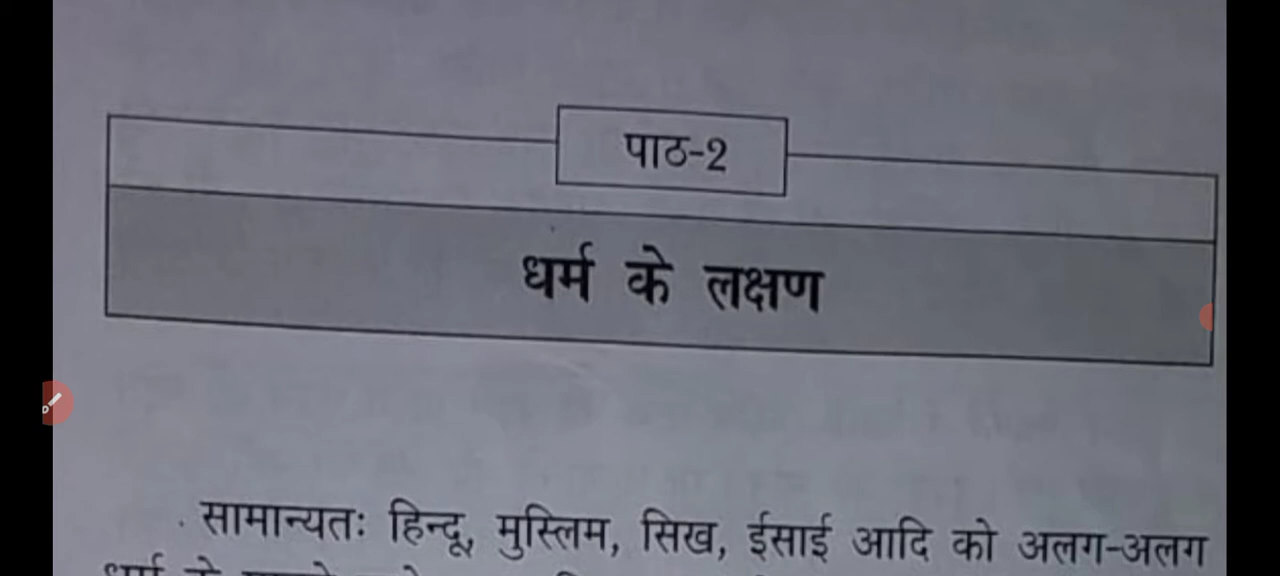 पाठ-2
धर्म के लक्षण
सामान्यतः हिन्दू, मुस्लिम, सिख, ईसाई आदि को अलग-अलग